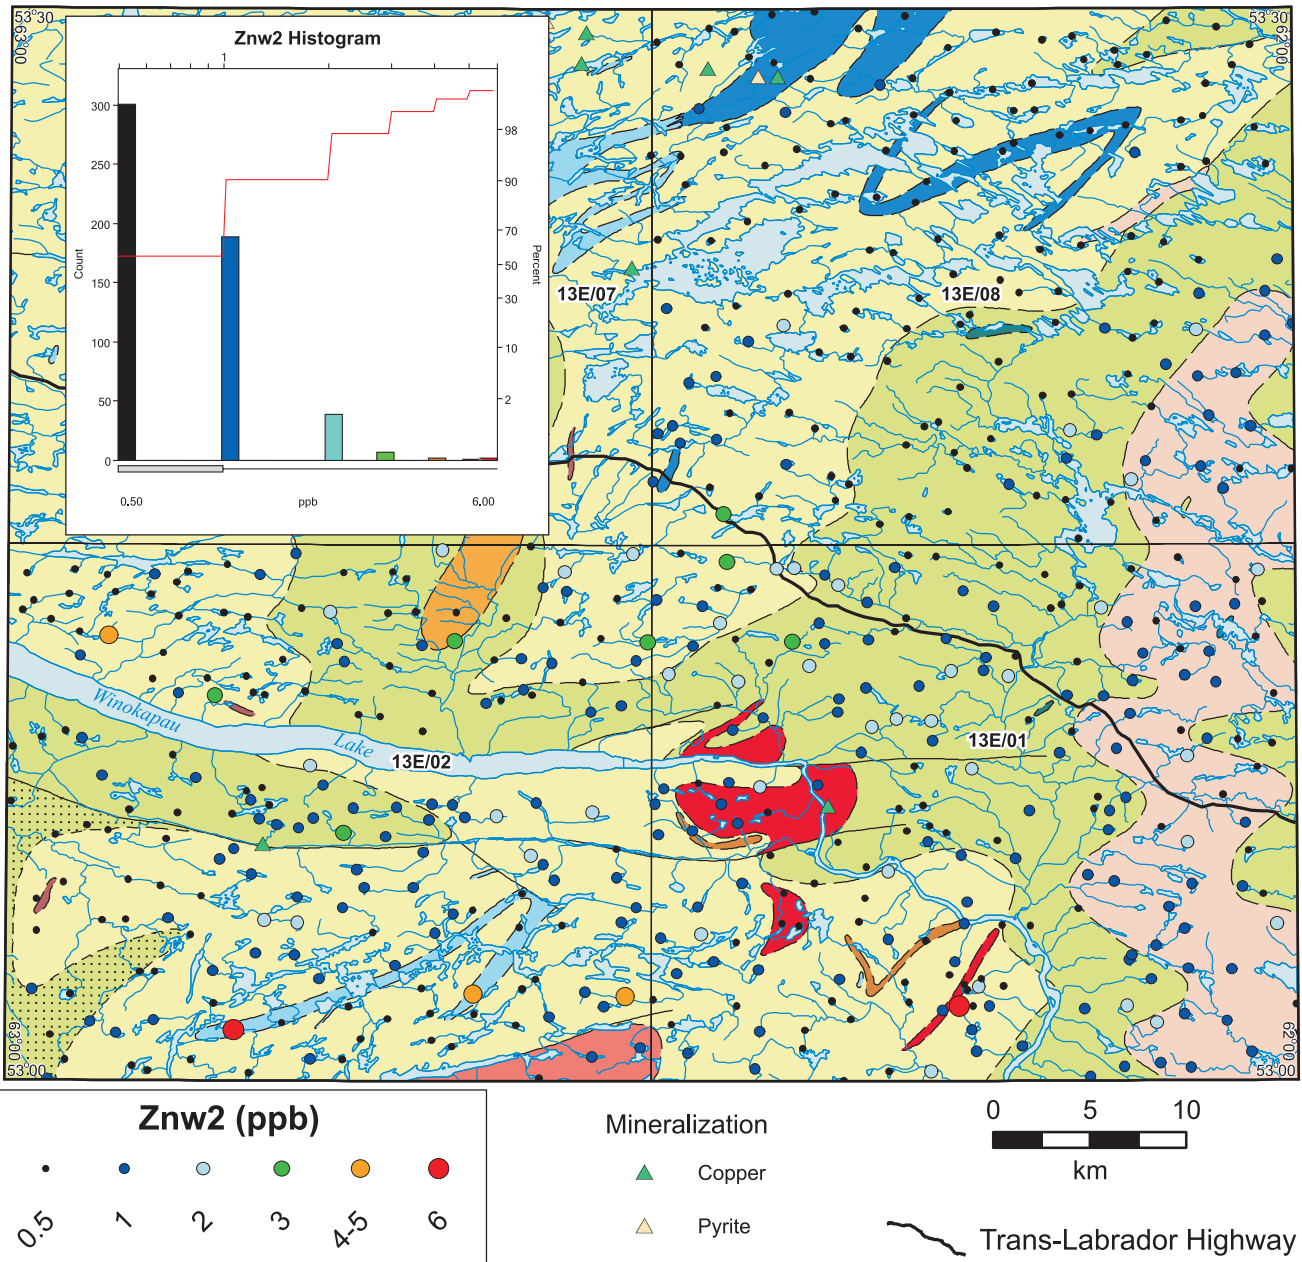 53°30
63°00
53°30
62°00
Znw2 Histogram
1
300
250
200
150
100
50
0
Count
98
90
70
50
30
10
2
Percent
0.50
ppb
6.00
13E/07
13E/08
Winokapau
Lake
13E/02
13E/01
63°00
53°00
62°00
53°00
Znw2 (ppb)
0.5
1
2
3
4-5
6
Mineralization
Copper
Pyrite
0
5
10
km
Trans-Labrador Highway